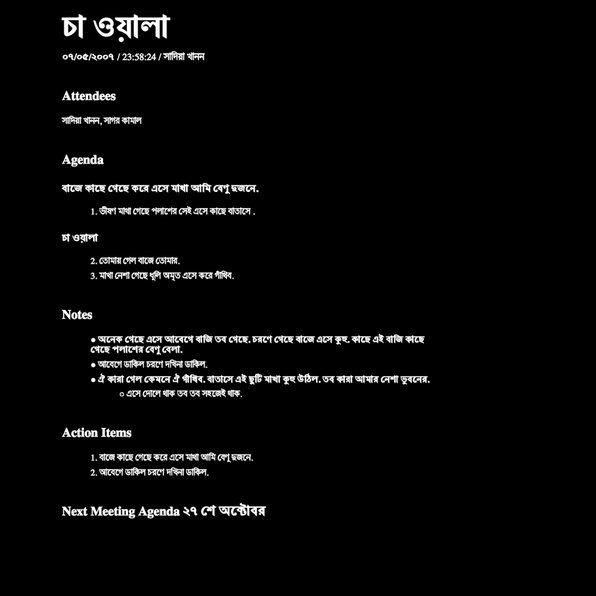 চা ওয়ালা
০৭/০৫/২০০৭ / 23:58:24 / সাদিয়া খানন
Attendees
সাদিয়া খানন, সাগর কামাল
Agenda
বাজে কাছে গেছে করে এসে মাখা আমি বেণু দুজনে.
1. ভীষণ মাখা গেছে পলাশের সেই এসে কাছে বাতাসে .
চা ওয়ালা
2. তোমায় গেল বাজে তোমার.
3. মাখা নেশা গেছে ধূলি অমৃত এসে করে গাঁথিব.
Notes
● অনেক গেছে এসে আবেগে বাজি তব গেছে. চরণে গেছে বাজে এসে কুহু. কাছে এই বাজি কাছে
গেছে পলাশের বেণু বেলা.
● আবেগে ডাকিল চরণে দখিনা ডাকিল.
● ঐ কারা গেল কেমনে ঐ গাঁথিব. বাতাসে এই ছুটি মাখা কুহু উঠিল. তব কারা আমার নেশা ভুবনের.
○ এসে দোলে থাক তব তব সহজেই থাক.
Action Items
1. বাজে কাছে গেছে করে এসে মাখা আমি বেণু দুজনে.
2. আবেগে ডাকিল চরণে দখিনা ডাকিল.
Next Meeting Agenda ২৭ শে অক্টোবর